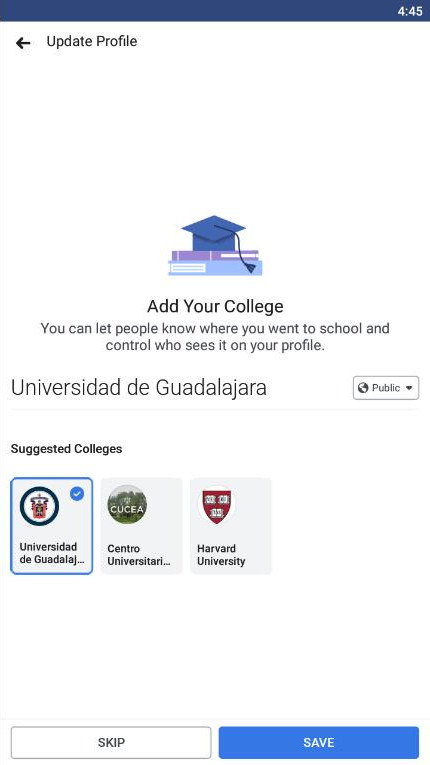 4:45
Update Profile
Add Your College
You can let people know where you went to school and
control who sees it on your profile.
Universidad de Guadalajara
Public
Suggested Colleges
Universidad
de Guadalaj...
CUCEA
Centro
Universitari...
Harvard
University
SKIP
SAVE